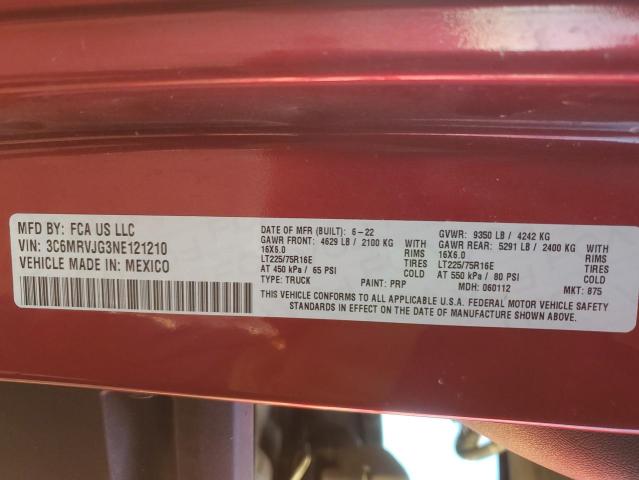 MFD BY: FCA US LLC
VIN: 3C6MRVJG3NE121210
VEHICLE MADE IN: MEXICO
DATE OF MFR (BUILT): 6-22
GAWR FRONT: 4629 LB / 2100 KG
16X6.0 RIMS
LT225/75R16E TIRES
AT 450 kPa / 65 PSI COLD
TYPE: TRUCK PAINT: PRP
GVWR: 9350 LB / 4242 KG
GAWR REAR: 5291 LB / 2400 KG
16X6.0 RIMS
LT225/75R16E TIRES
AT 550 kPa / 80 PSI COLD
MDH: 060112 MKT: 875
THIS VEHICLE CONFORMS TO ALL APPLICABLE U.S.A. FEDERAL MOTOR VEHICLE SAFETY
STANDARDS IN EFFECT ON THE DATE OF MANUFACTURE SHOWN ABOVE.